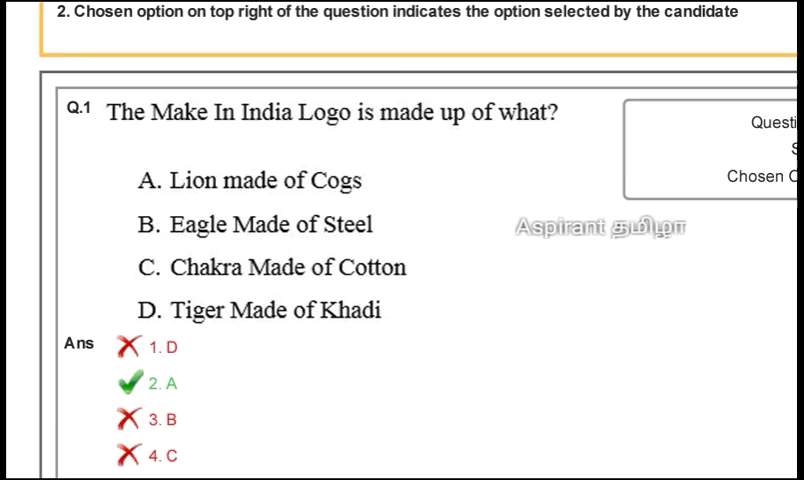 2. Chosen option on top right of the question indicates the option selected by the candidate
Q.1 The Make In India Logo is made up of what?
Questi
S
Chosen O
A. Lion made of Cogs
B. Eagle Made of Steel
Aspirant தமிழா
C. Chakra Made of Cotton
D. Tiger Made of Khadi
Ans 1. D
2. A
3. B
4. C